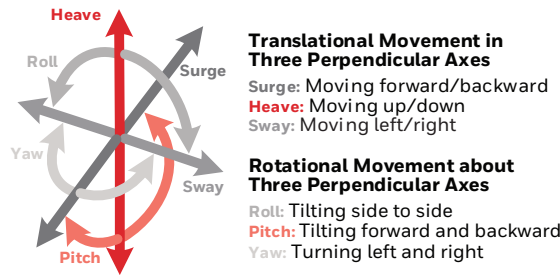 Heave
Roll
Surge
Yaw
Sway
Pitch
Translational Movement in
Three Perpendicular Axes
Surge: Moving forward/backward
Heave: Moving up/down
Sway: Moving left/right
Rotational Movement about
Three Perpendicular Axes
Roll: Tilting side to side
Pitch: Tilting forward and backward
Yaw: Turning left and right